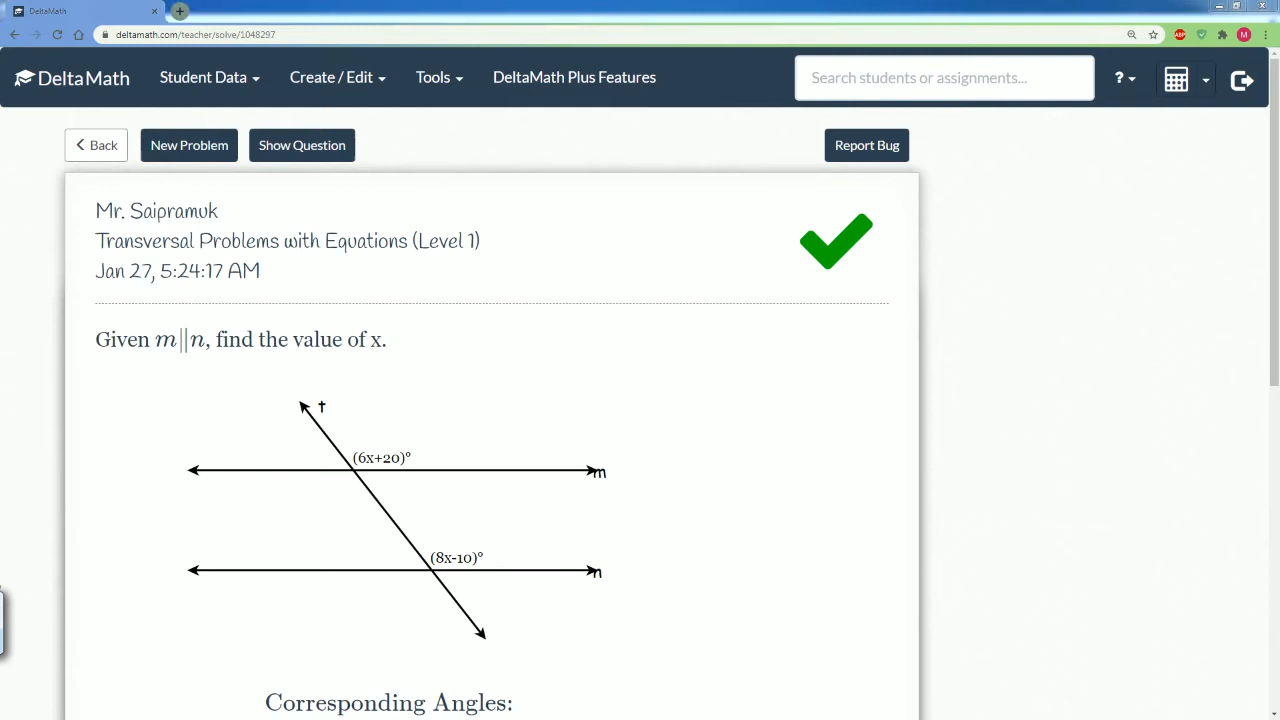 DeltaMath
deltamath.com/teacher/solve/1048297
ABP
M
DeltaMath Student Data Create / Edit Tools DeltaMath Plus Features Search students or assignments... ?
Back New Problem Show Question Report Bug
Mr. Saipramuk
Transversal Problems with Equations (Level 1)
Jan 27, 5:24:17 AM
Given m||n, find the value of x.
t
(6x+20)°
m
(8x-10)°
n
Corresponding Angles: